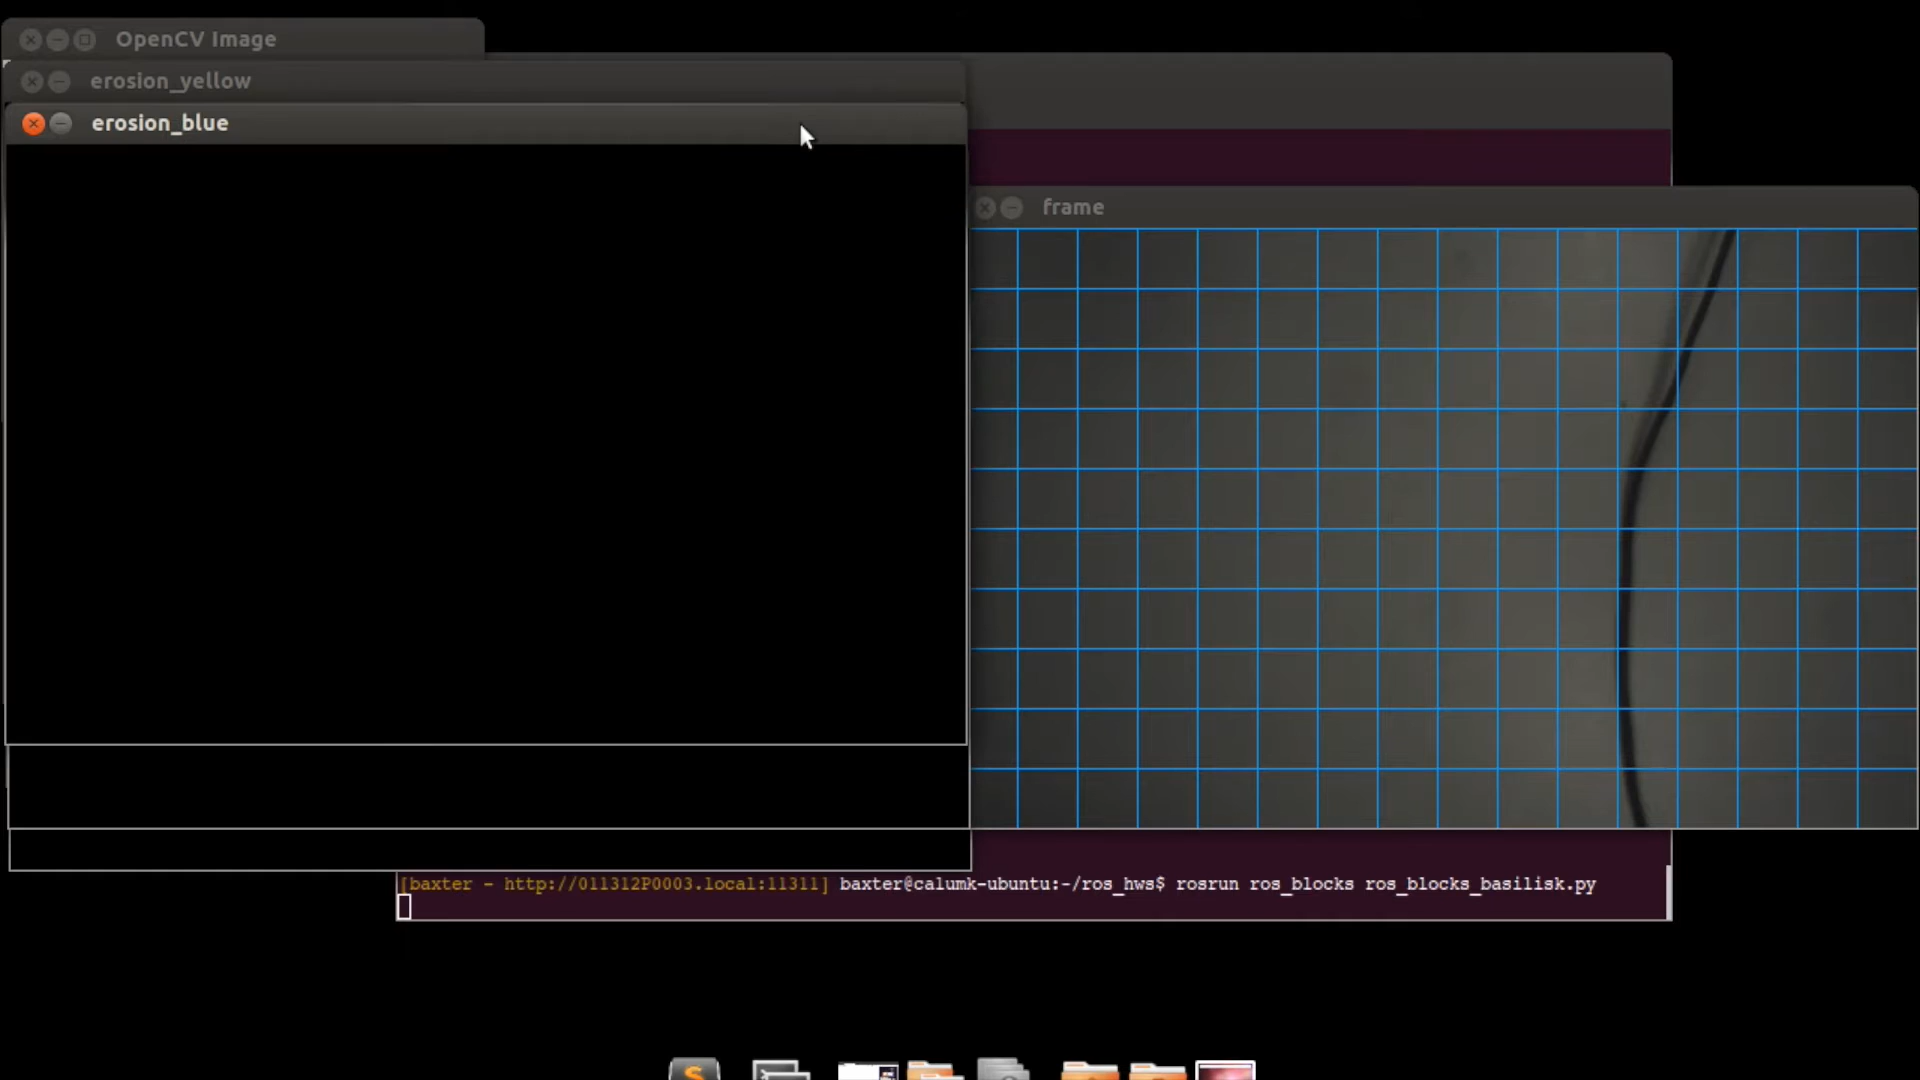 OpenCV Image
erosion_yellow
erosion_blue
frame
[baxter - http://011312P0003.local:11311] baxter@calumk-ubuntu:~/ros_hws$ rosrun ros_blocks ros_blocks_basilisk.py